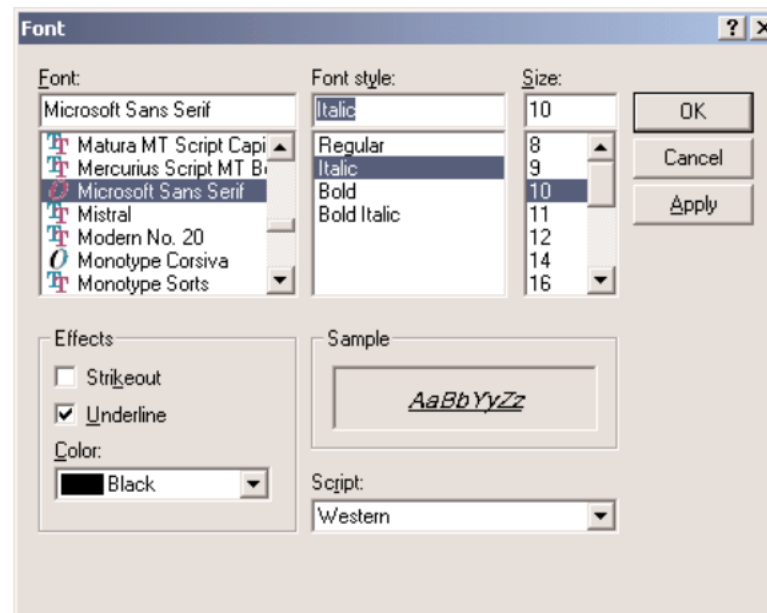 Font
Font:
Microsoft Sans Serif
Matura MT Script Capi
Mercurius Script MT B
Microsoft Sans Serif
Mistral
Modern No. 20
Monotype Corsiva
Monotype Sorts
Font style:
Italic
Regular
Italic
Bold
Bold Italic
Size:
10
8
9
10
11
12
14
16
OK
Cancel
Apply
Effects
Strikeout
Underline
Color:
Black
Sample
AaBbYyZz
Script:
Western